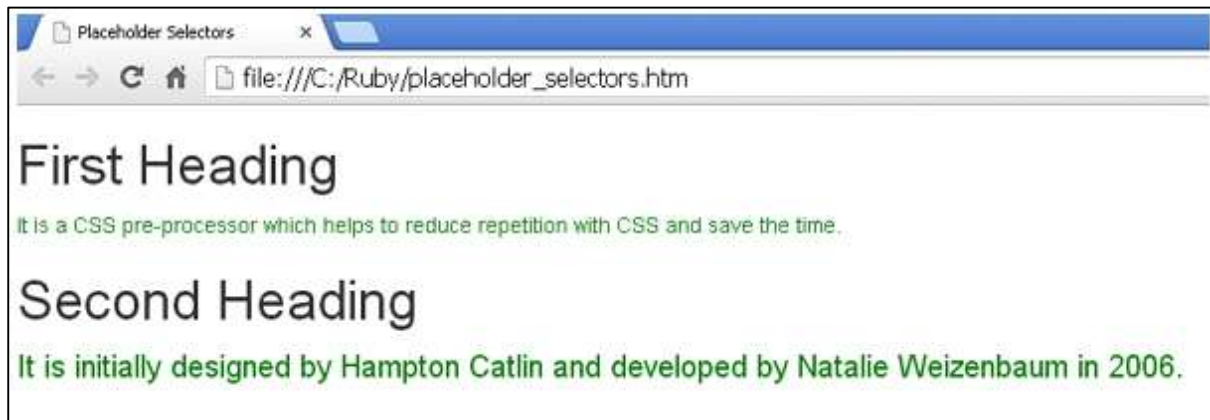 Placeholder Selectors
file:///C:/Ruby/placeholder_selectors.htm
First Heading
It is a CSS pre-processor which helps to reduce repetition with CSS and save the time.
Second Heading
It is initially designed by Hampton Catlin and developed by Natalie Weizenbaum in 2006.